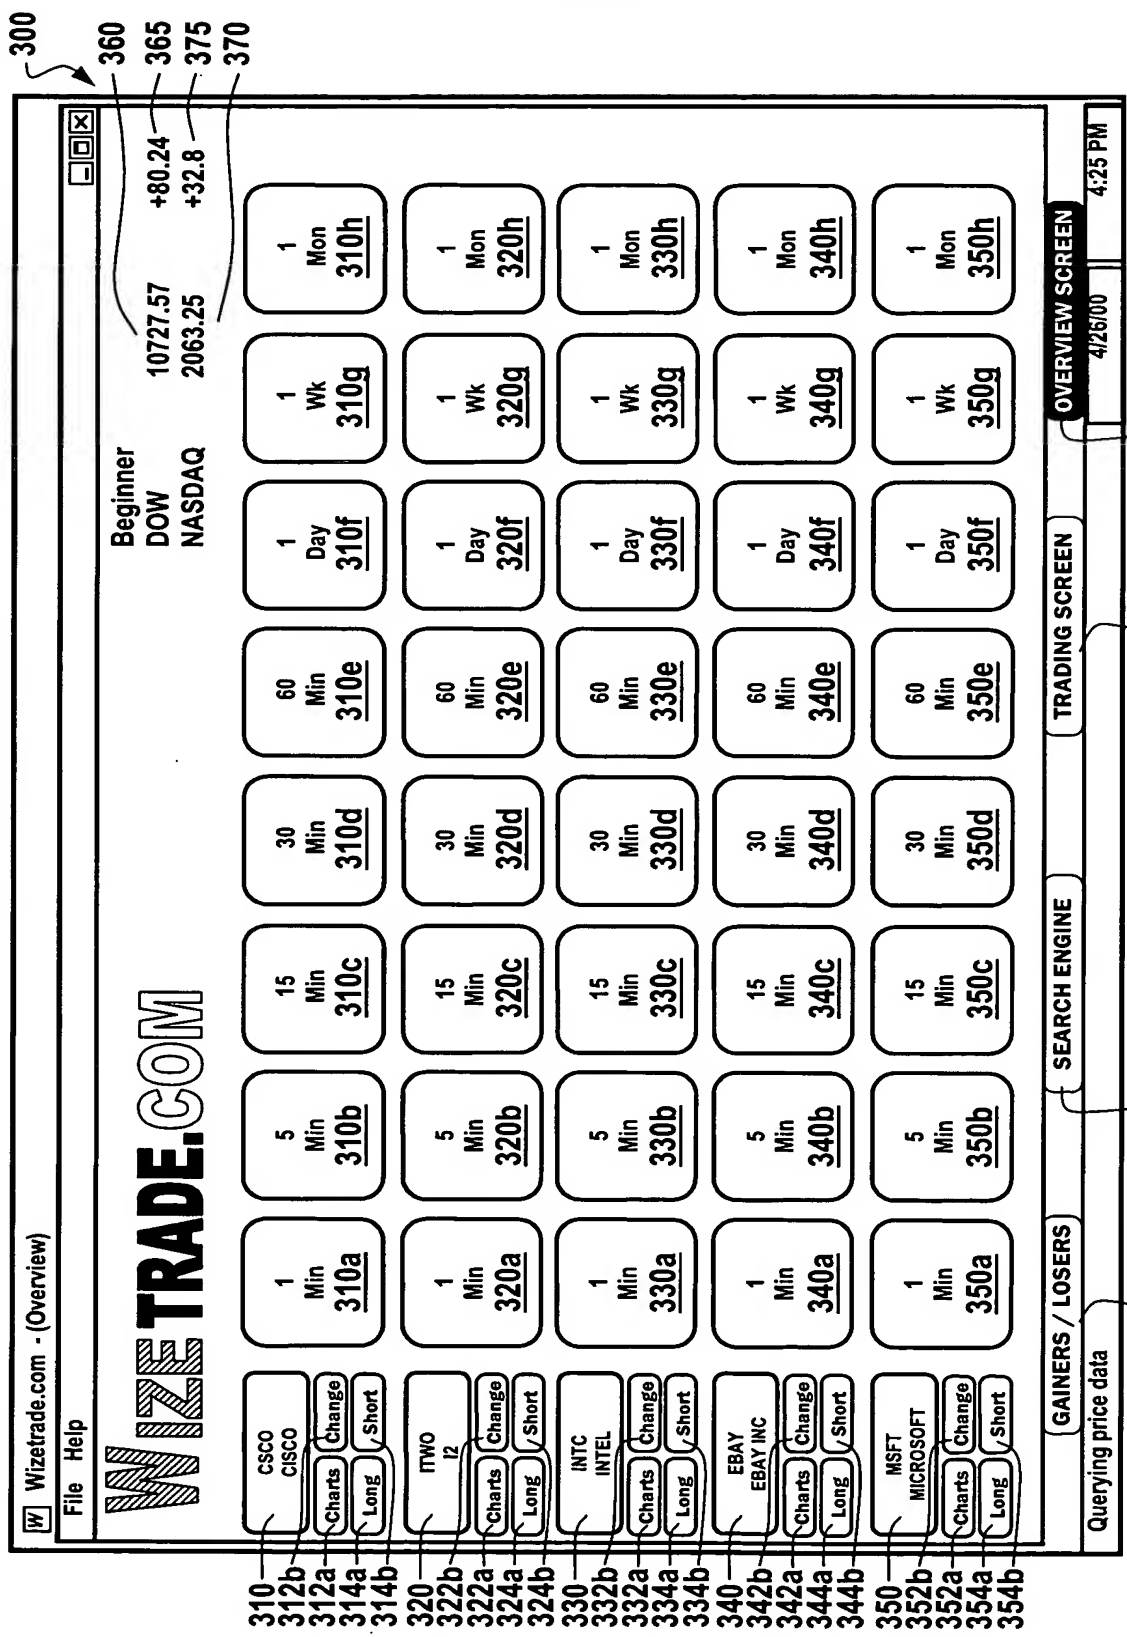 300
W Wizetrade.com - (Overview)
File Help
WIZETRADE.COM
Beginner
DOW 10727.57 +80.24
NASDAQ 2063.25 +32.8
360
365
375
370
310
312b
312a
314a
314b
CSCO
CISCO
Charts Change
Long Short
1 Min 310a
5 Min 310b
15 Min 310c
30 Min 310d
60 Min 310e
1 Day 310f
1 Wk 310g
1 Mon 310h
320
322b
322a
324a
324b
ITWO
I2
Charts Change
Long Short
1 Min 320a
5 Min 320b
15 Min 320c
30 Min 320d
60 Min 320e
1 Day 320f
1 Wk 320g
1 Mon 320h
330
332b
332a
334a
334b
INTC
INTEL
Charts Change
Long Short
1 Min 330a
5 Min 330b
15 Min 330c
30 Min 330d
60 Min 330e
1 Day 330f
1 Wk 330g
1 Mon 330h
340
342b
342a
344a
344b
EBAY
EBAY INC
Charts Change
Long Short
1 Min 340a
5 Min 340b
15 Min 340c
30 Min 340d
60 Min 340e
1 Day 340f
1 Wk 340g
1 Mon 340h
350
352b
352a
354a
354b
MSFT
MICROSOFT
Charts Change
Long Short
1 Min 350a
5 Min 350b
15 Min 350c
30 Min 350d
60 Min 350e
1 Day 350f
1 Wk 350g
1 Mon 350h
GAINERS / LOSERS SEARCH ENGINE TRADING SCREEN OVERVIEW SCREEN
Querying price data 4/26/00 4:25 PM